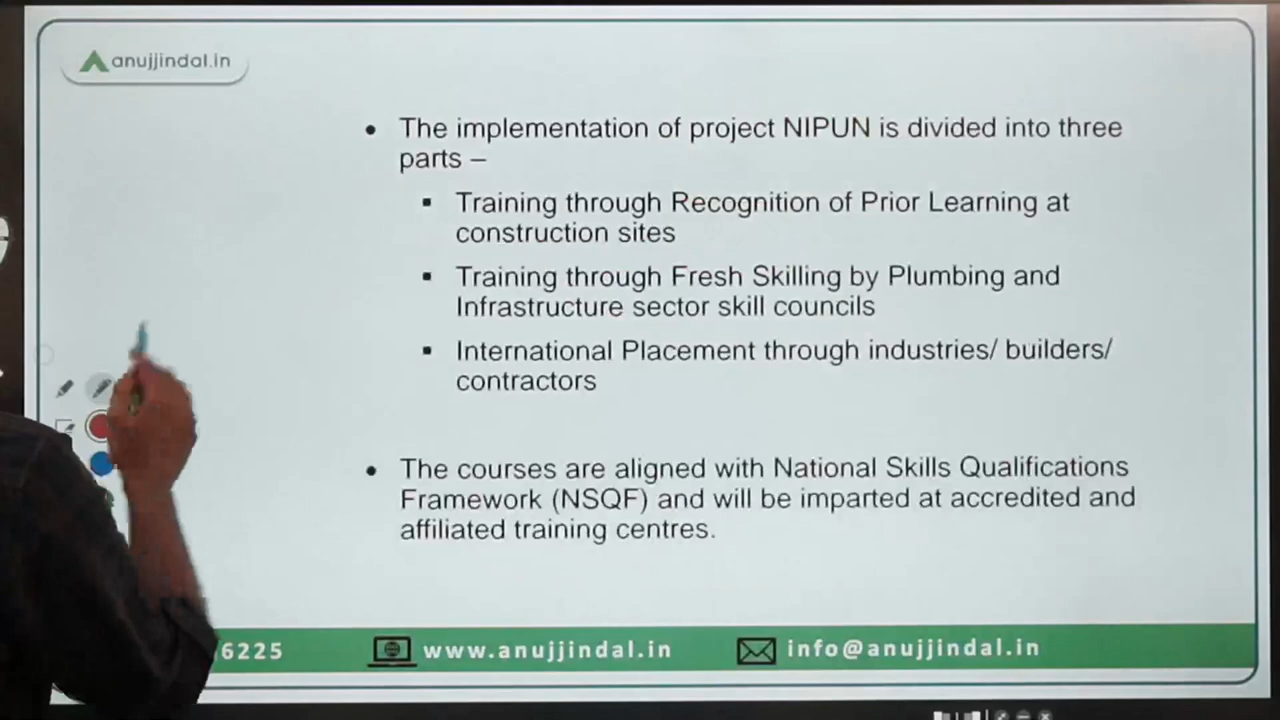 anujjindal.in
• The implementation of project NIPUN is divided into three
parts –
▪ Training through Recognition of Prior Learning at
construction sites
▪ Training through Fresh Skilling by Plumbing and
Infrastructure sector skill councils
▪ International Placement through industries/ builders/
contractors
• The courses are aligned with National Skills Qualifications
Framework (NSQF) and will be imparted at accredited and
affiliated training centres.
6225 www.anujjindal.in info@anujjindal.in